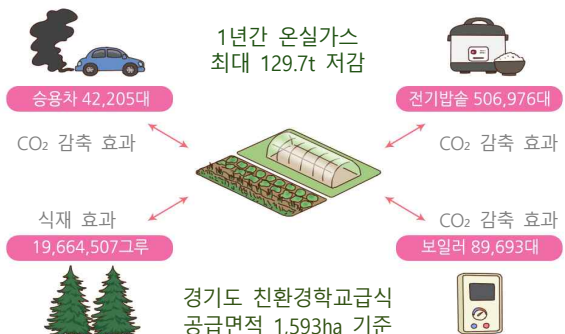 1년간 온실가스
최대 129.7t 저감
승용차 42,205대
전기밥솥 506,976대
CO₂ 감축 효과
CO₂ 감축 효과
식재 효과
CO₂ 감축 효과
19,664,507그루
보일러 89,693대
경기도 친환경학교급식
공급면적 1,593ha 기준